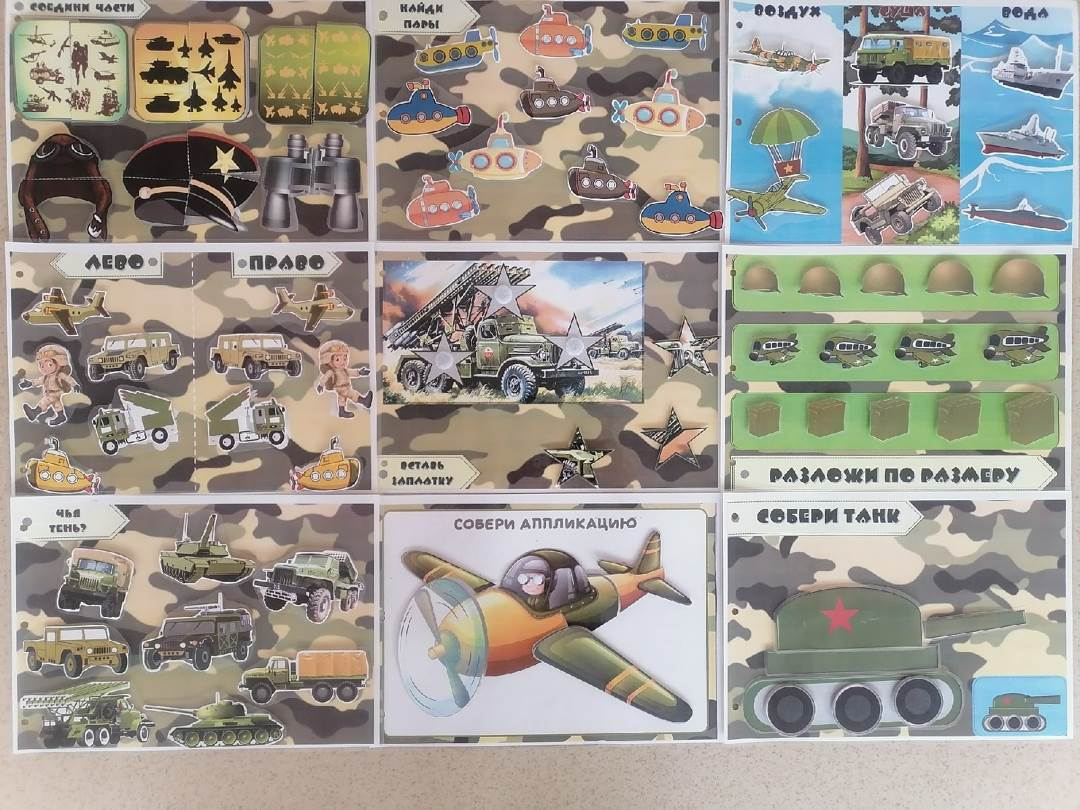 СОЕДИНИ ЧАСТИ
НАЙДИ
ПАРЫ
ВОЗДУХ
СУША
ВОДА
ЛЕВО
ПРАВО
ВСТАВЬ
ЗАПЛАТКУ
РАЗЛОЖИ ПО РАЗМЕРУ
ЧЬЯ
ТЕНЬ?
СОБЕРИ АППЛИКАЦИЮ
СОБЕРИ ТАНК